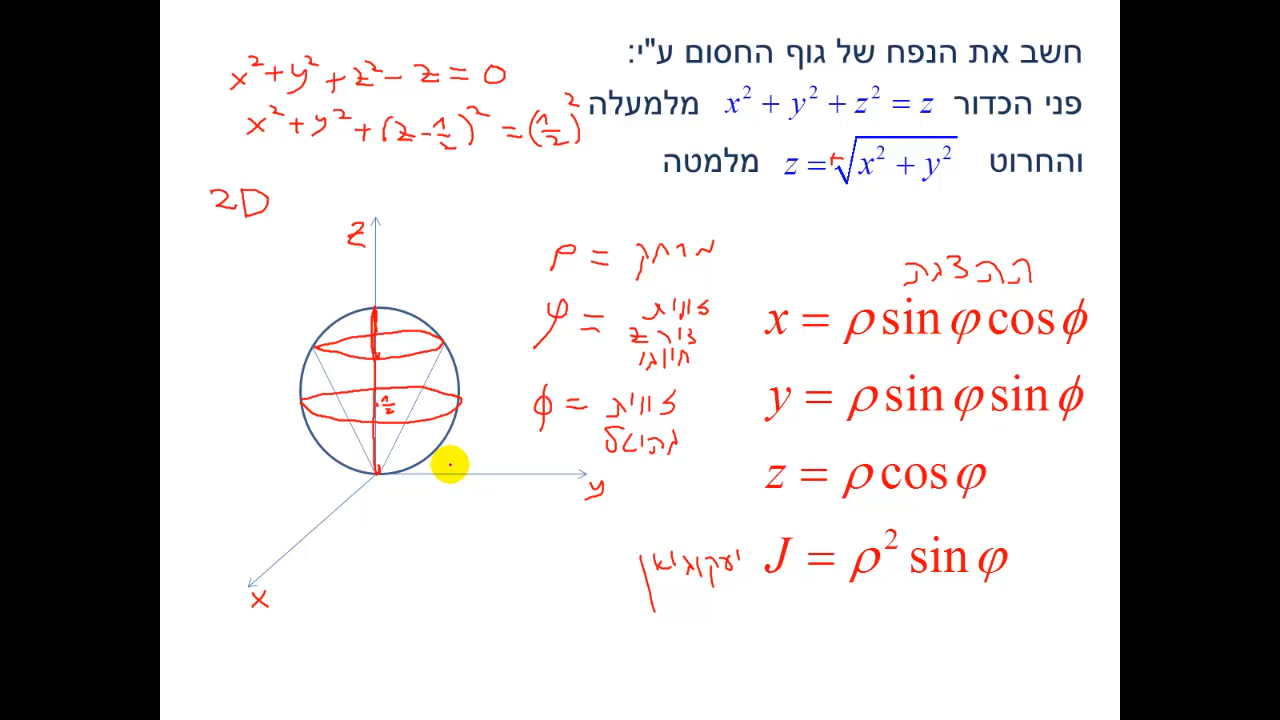 חשב את הנפח של גוף החסום ע"י:
פני הכדור x² + y² + z² = z מלמעלה
והחרוט z = +√(x² + y²) מלמטה
x² + y² + z² − z = 0
x² + y² + (z − 1/2)² = (1/2)²
2D
z
1/2
y
x
ρ = מרחק
φ = זווית
ציר z
חיובי
ϕ = זווית
ההצגה
x = ρ sin φ cos ϕ
y = ρ sin φ sin ϕ
z = ρ cos φ
J = ρ² sin φ
יעקוביאן